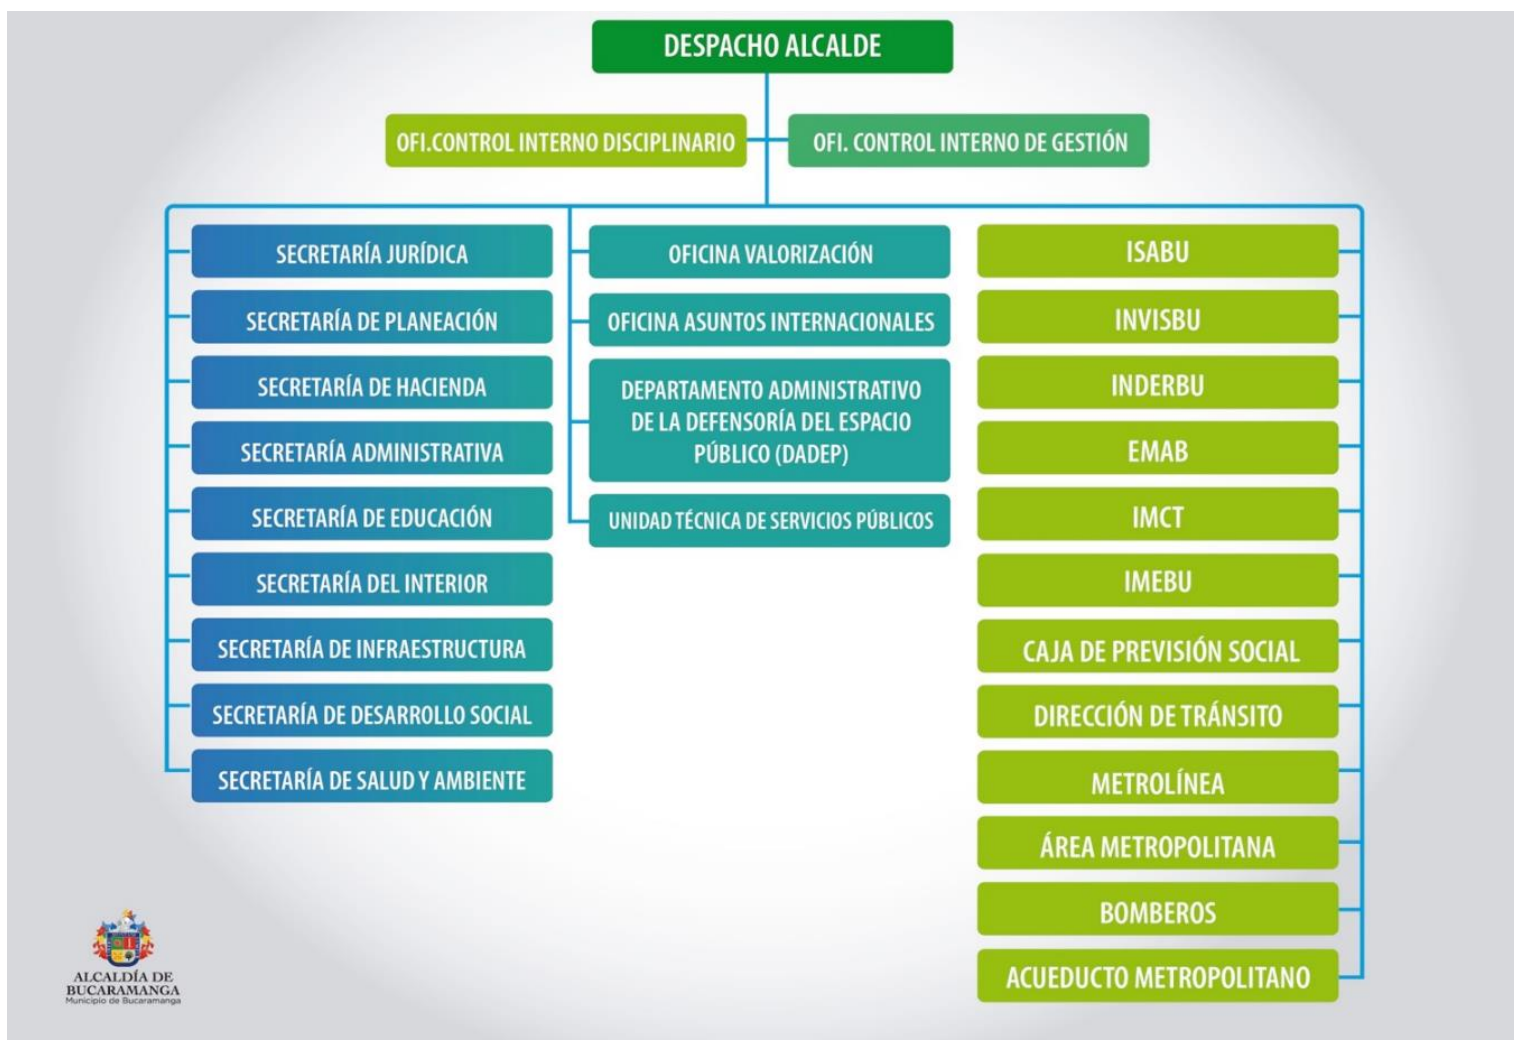 DESPACHO ALCALDE
OFI.CONTROL INTERNO DISCIPLINARIO
OFI. CONTROL INTERNO DE GESTIÓN
SECRETARÍA JURÍDICA
SECRETARÍA DE PLANEACIÓN
SECRETARÍA DE HACIENDA
SECRETARÍA ADMINISTRATIVA
SECRETARÍA DE EDUCACIÓN
SECRETARÍA DEL INTERIOR
SECRETARÍA DE INFRAESTRUCTURA
SECRETARÍA DE DESARROLLO SOCIAL
SECRETARÍA DE SALUD Y AMBIENTE
OFICINA VALORIZACIÓN
OFICINA ASUNTOS INTERNACIONALES
DEPARTAMENTO ADMINISTRATIVO
DE LA DEFENSORÍA DEL ESPACIO
PÚBLICO (DADEP)
UNIDAD TÉCNICA DE SERVICIOS PÚBLICOS
ISABU
INVISBU
INDERBU
EMAB
IMCT
IMEBU
CAJA DE PREVISIÓN SOCIAL
DIRECCIÓN DE TRÁNSITO
METROLÍNEA
ÁREA METROPOLITANA
BOMBEROS
ACUEDUCTO METROPOLITANO
ALCALDÍA DE
BUCARAMANGA
Municipio de Bucaramanga